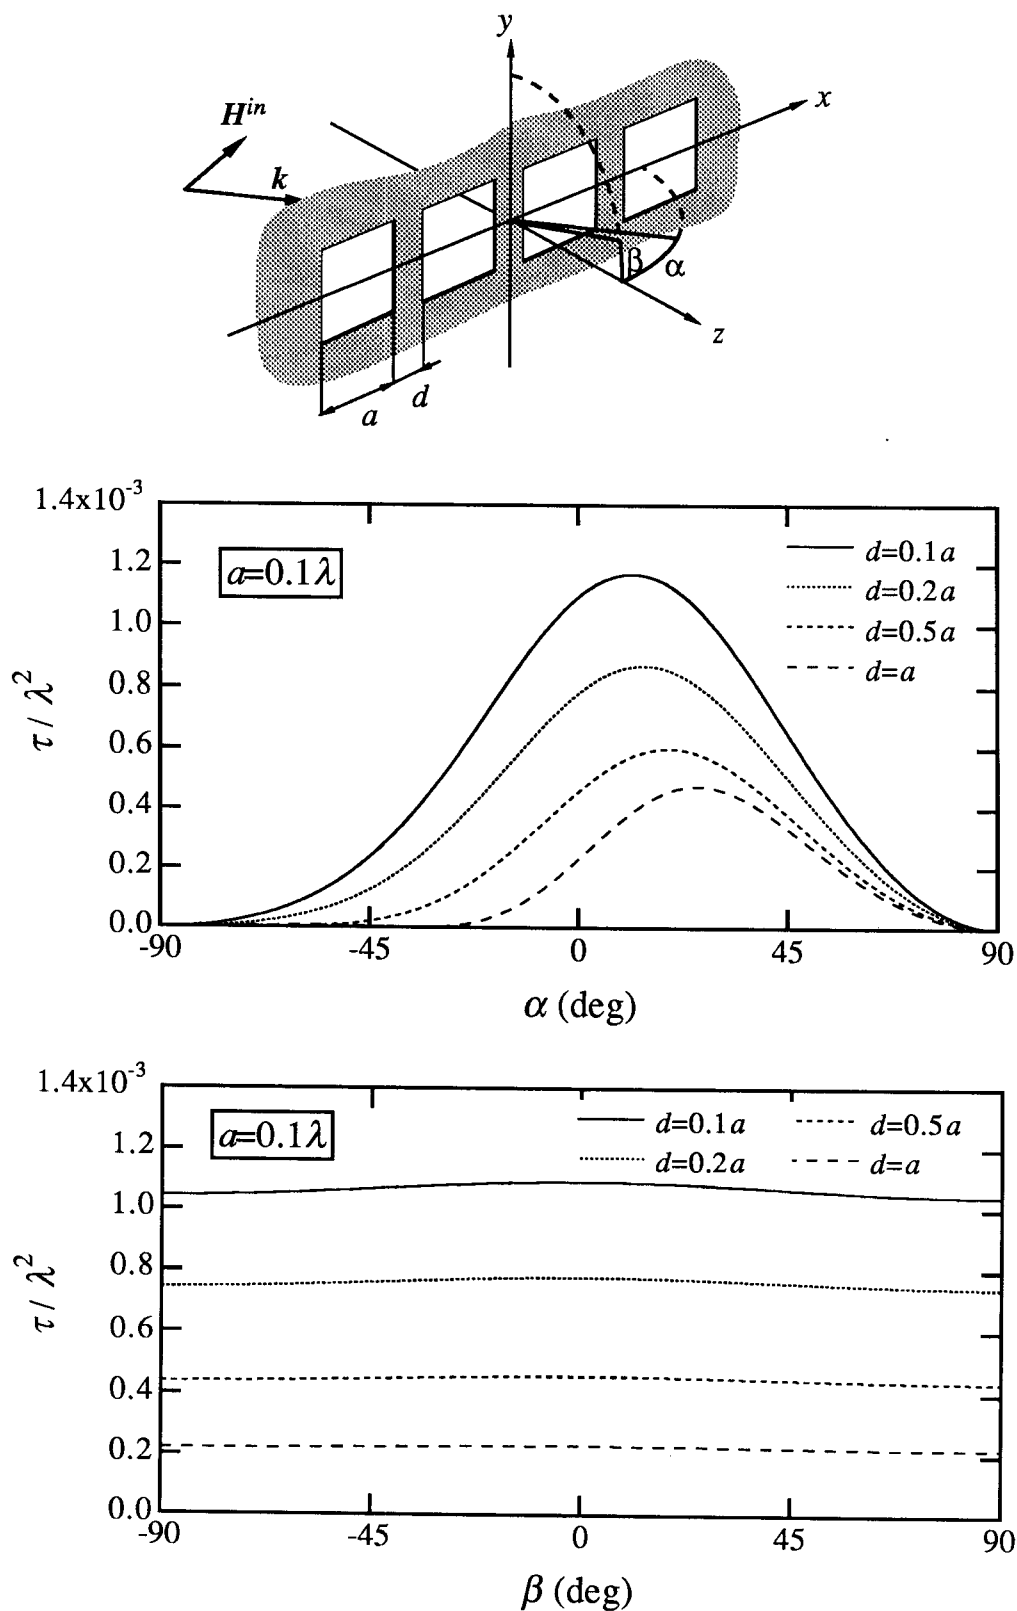 y
x
H^in
k
β
α
z
d
a
1.4x10^-3
a=0.1λ
d=0.1a
1.2
d=0.2a
1.0
d=0.5a
0.8
d=a
τ / λ^2
0.6
0.4
0.2
0.0
-90 -45 0 45 90
α (deg)
1.4x10^-3
a=0.1λ
d=0.1a d=0.5a
1.2
d=0.2a d=a
1.0
0.8
τ / λ^2
0.6
0.4
0.2
0.0
-90 -45 0 45 90
β (deg)